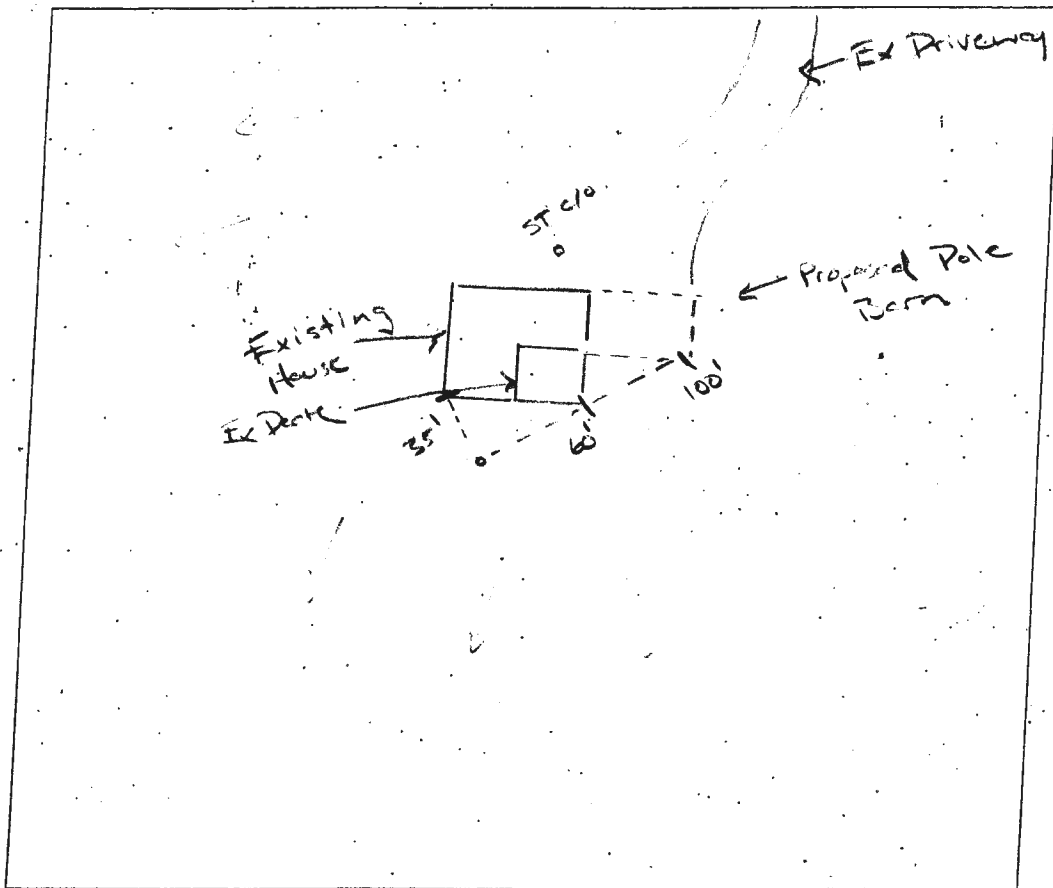 Ex Driveway
ST c/o
Proposed Pole
Barn
Existing
House
Ex Deck
35'
60'
100'